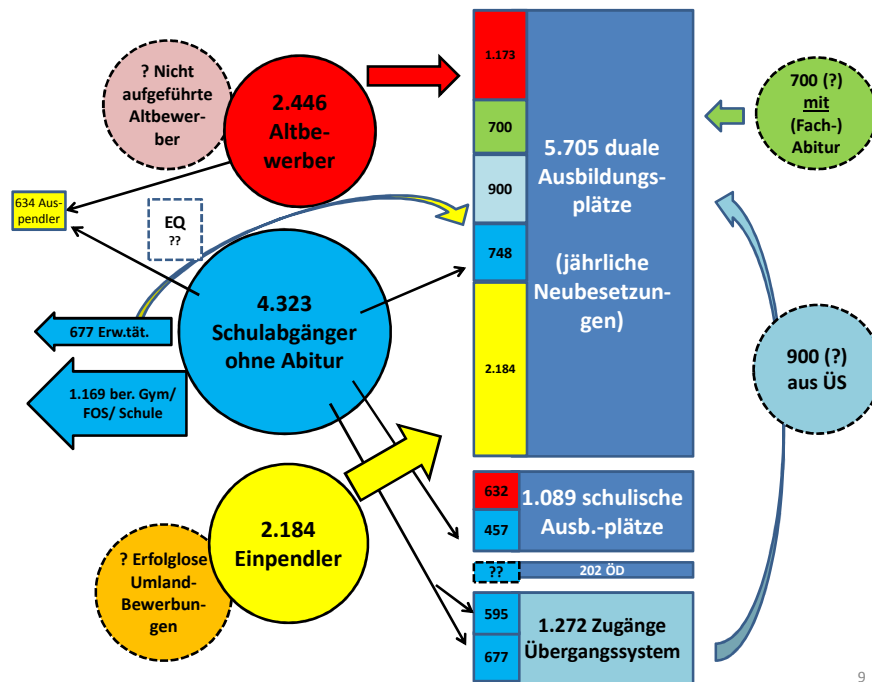 ? Nicht
aufgeführte
Altbewer-
ber
2.446
Altbe-
werber
634 Aus-
pendler
EQ
??
4.323
Schulabgänger
ohne Abitur
677 Erw.tät.
1.169 ber. Gym/
FOS/ Schule
2.184
Einpendler
? Erfolglose
Umland-
Bewerbun-
gen
1.173
700
900
748
2.184
5.705 duale
Ausbildungs-
plätze
(jährliche
Neubesetzun-
gen)
632
457
1.089 schulische
Ausb.-plätze
??
202 ÖD
595
677
1.272 Zugänge
Übergangssystem
700 (?)
mit
(Fach-)
Abitur
900 (?)
aus ÜS
9